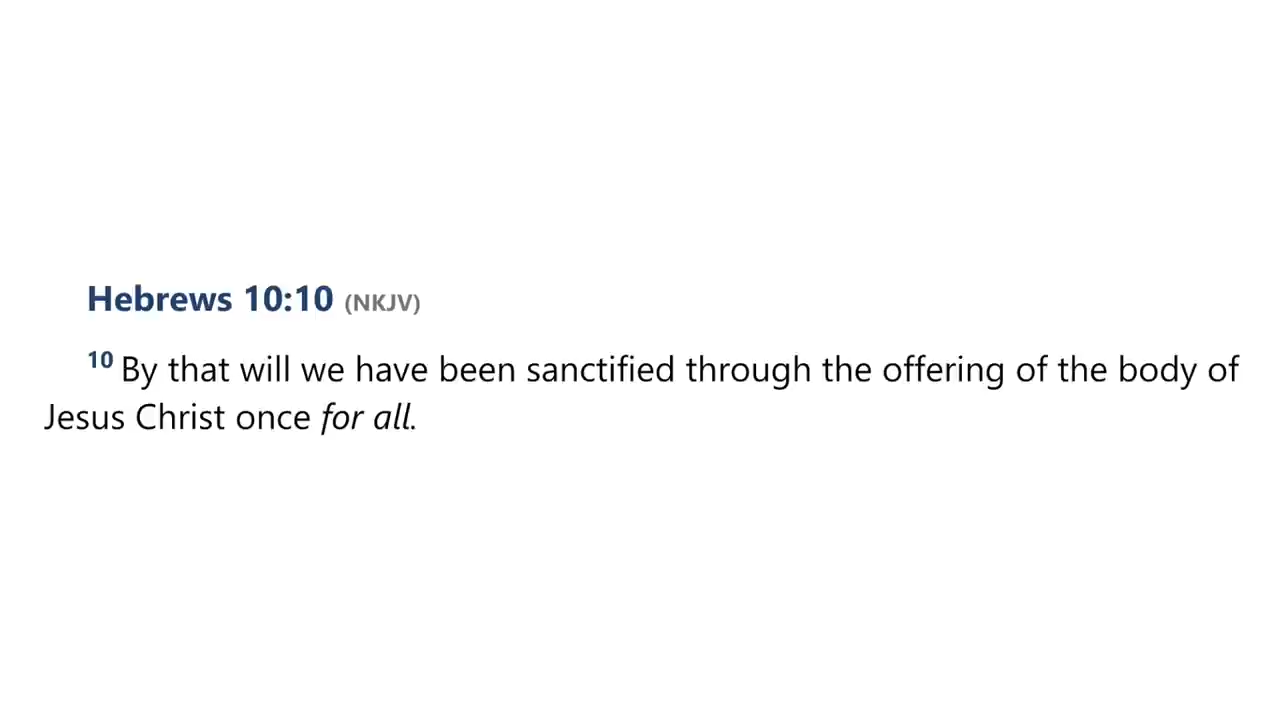 Hebrews 10:10 (NKJV)
10 By that will we have been sanctified through the offering of the body of
Jesus Christ once for all.